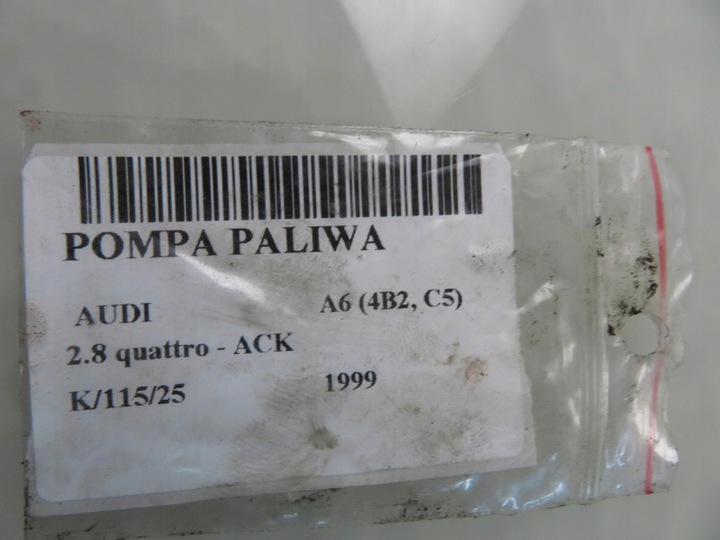 POMPA PALIWA
AUDI A6 (4B2, C5)
2.8 quattro - ACK
K/115/25 1999